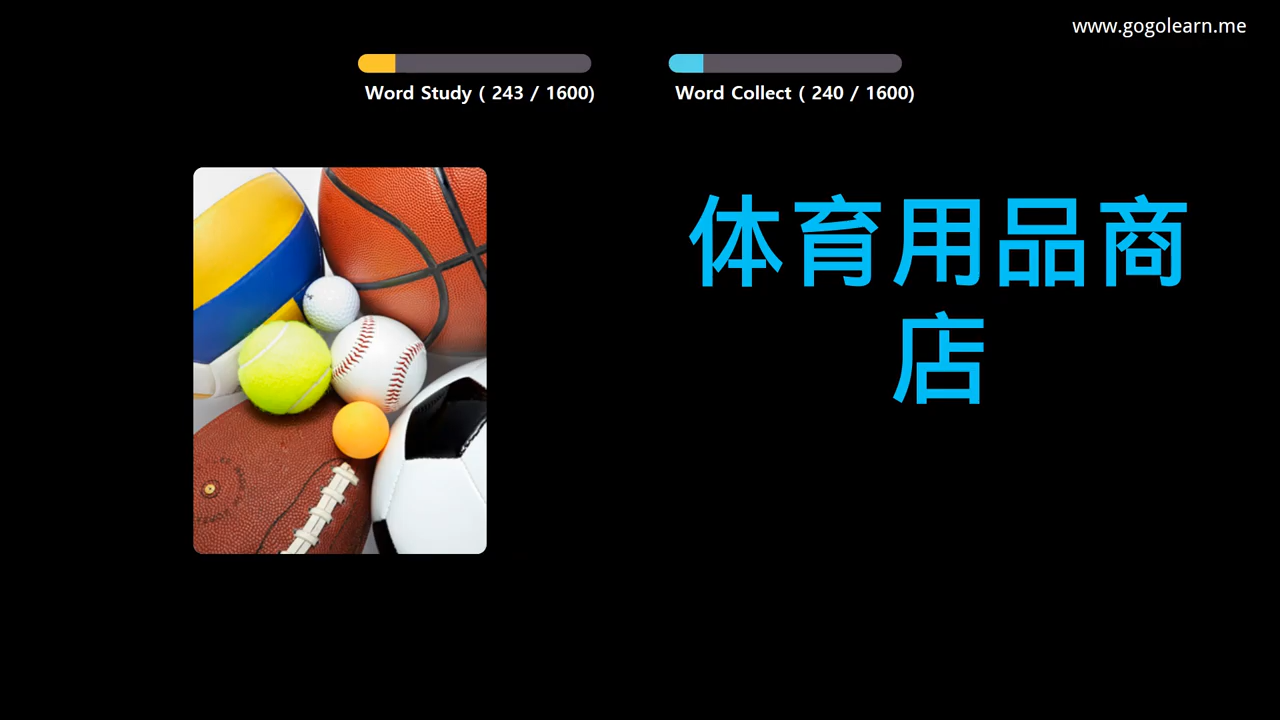 www.gogolearn.me
Word Study ( 243 / 1600)
Word Collect ( 240 / 1600)
体育用品商
店